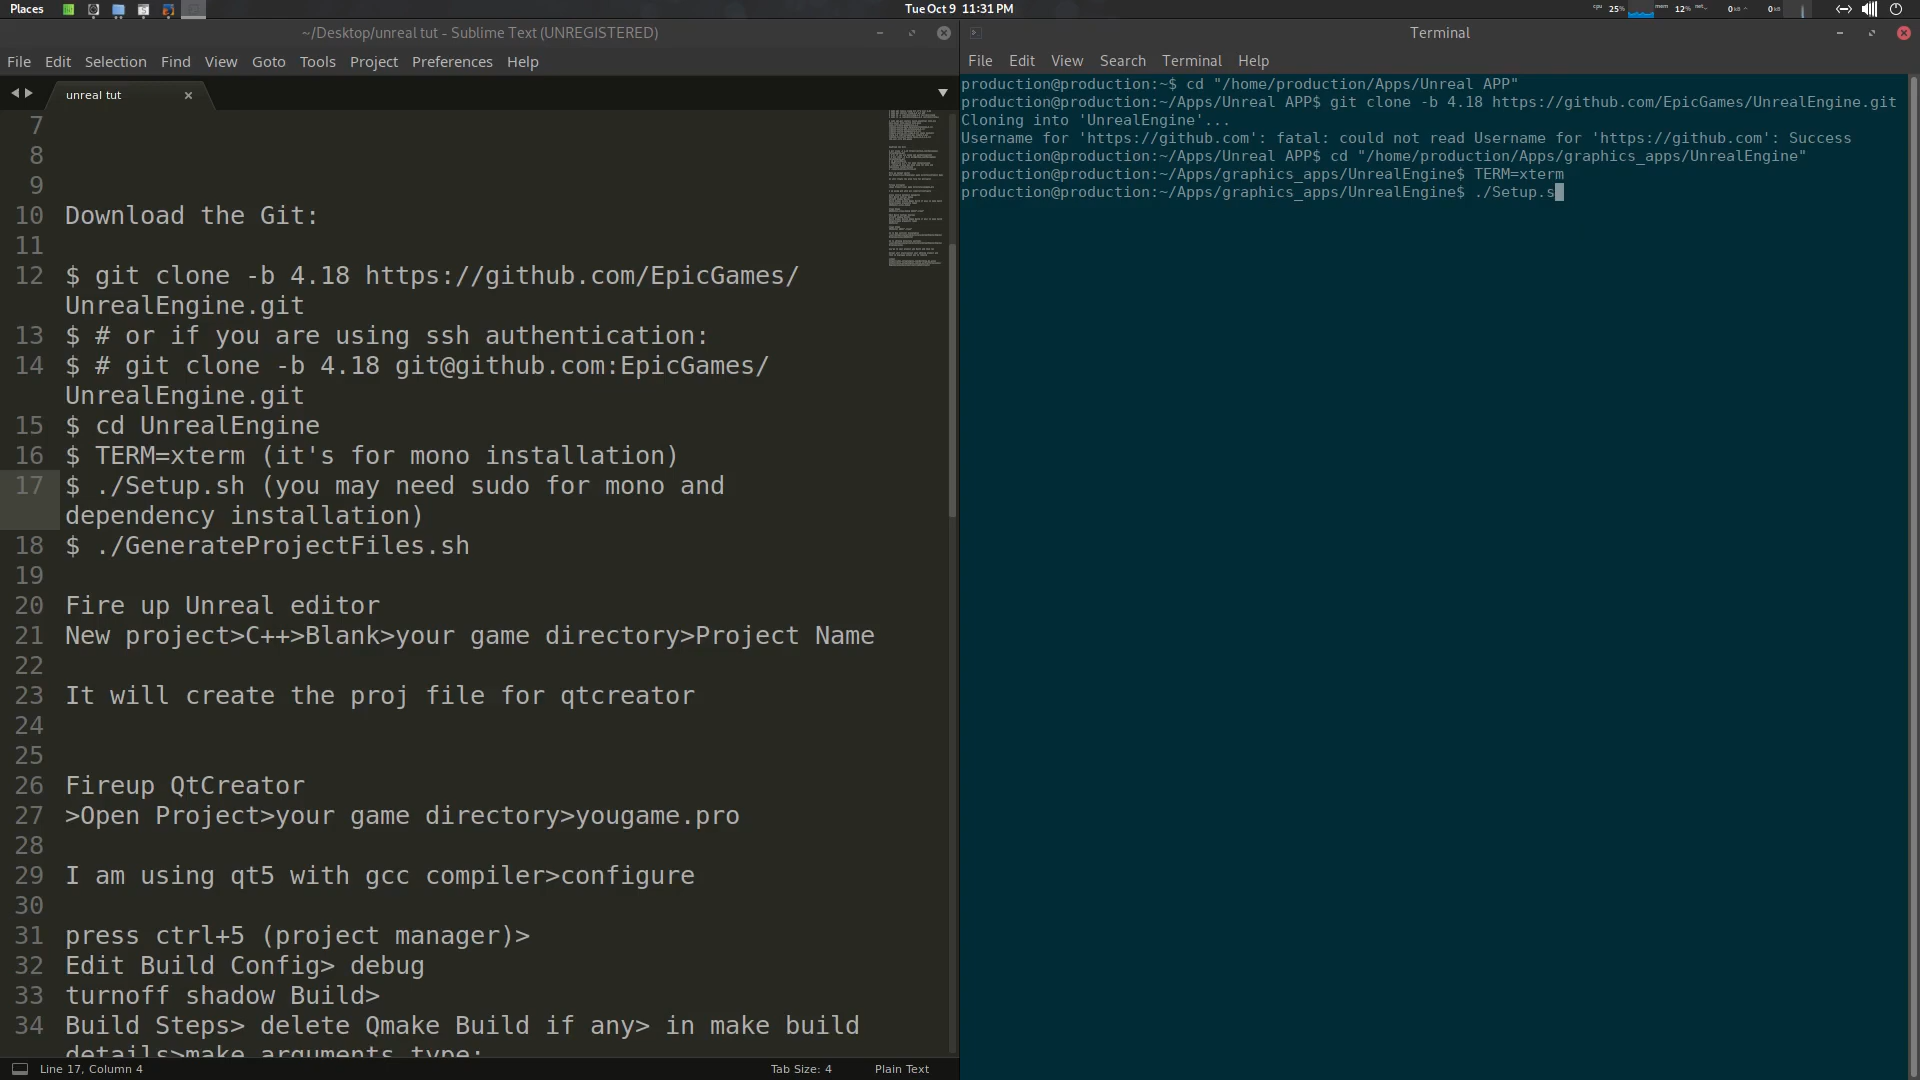 Places
Tue Oct 9 11:31 PM
cpu 25% mem 12% net
~/Desktop/unreal tut - Sublime Text (UNREGISTERED)
File Edit Selection Find View Goto Tools Project Preferences Help
unreal tut
7
8
9
10 Download the Git:
11
12 $ git clone -b 4.18 https://github.com/EpicGames/
UnrealEngine.git
13 $ # or if you are using ssh authentication:
14 $ # git clone -b 4.18 git@github.com:EpicGames/
UnrealEngine.git
15 $ cd UnrealEngine
16 $ TERM=xterm (it's for mono installation)
17 $ ./Setup.sh (you may need sudo for mono and
dependency installation)
18 $ ./GenerateProjectFiles.sh
19
20 Fire up Unreal editor
21 New project>C++>Blank>your game directory>Project Name
22
23 It will create the proj file for qtcreator
24
25
26 Fireup QtCreator
27 >Open Project>your game directory>yougame.pro
28
29 I am using qt5 with gcc compiler>configure
30
31 press ctrl+5 (project manager)>
32 Edit Build Config> debug
33 turnoff shadow Build>
34 Build Steps> delete Qmake Build if any> in make build
details>make arguments type:
Line 17, Column 4
Tab Size: 4
Plain Text
Terminal
File Edit View Search Terminal Help
production@production:~$ cd "/home/production/Apps/Unreal APP"
production@production:~/Apps/Unreal APP$ git clone -b 4.18 https://github.com/EpicGames/UnrealEngine.git
Cloning into 'UnrealEngine'...
Username for 'https://github.com': fatal: could not read Username for 'https://github.com': Success
production@production:~/Apps/Unreal APP$ cd "/home/production/Apps/graphics_apps/UnrealEngine"
production@production:~/Apps/graphics_apps/UnrealEngine$ TERM=xterm
production@production:~/Apps/graphics_apps/UnrealEngine$ ./Setup.s